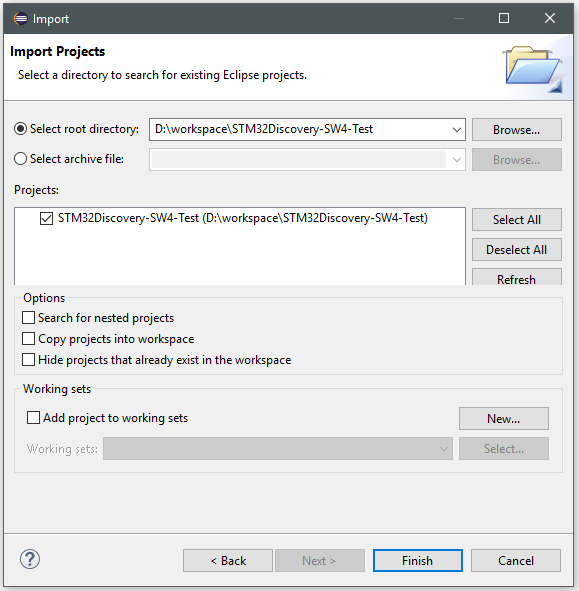 Import
Import Projects
Select a directory to search for existing Eclipse projects.
Select root directory: D:\workspace\STM32Discovery-SW4-Test Browse...
Select archive file: Browse...
Projects:
STM32Discovery-SW4-Test (D:\workspace\STM32Discovery-SW4-Test) Select All
Deselect All
Refresh
Options
Search for nested projects
Copy projects into workspace
Hide projects that already exist in the workspace
Working sets
Add project to working sets New...
Working sets: Select...
? < Back Next > Finish Cancel